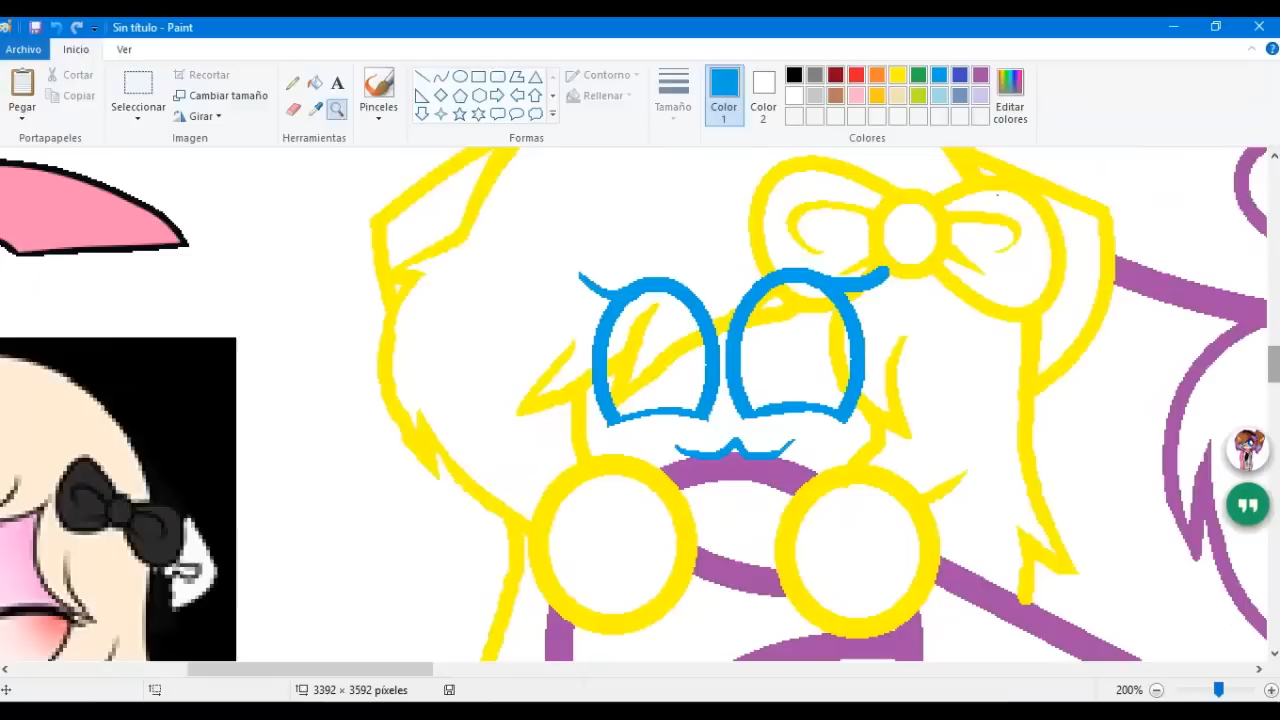 Sin título - Paint
Archivo Inicio Ver
Pegar
Cortar
Copiar
Portapapeles
Seleccionar
Recortar
Cambiar tamaño
Girar
Imagen
A
Herramientas
Pinceles
Contorno
Rellenar
Formas
Tamaño
Color
1
Color
2
Editar
colores
Colores
3392 × 3592 píxeles
200%